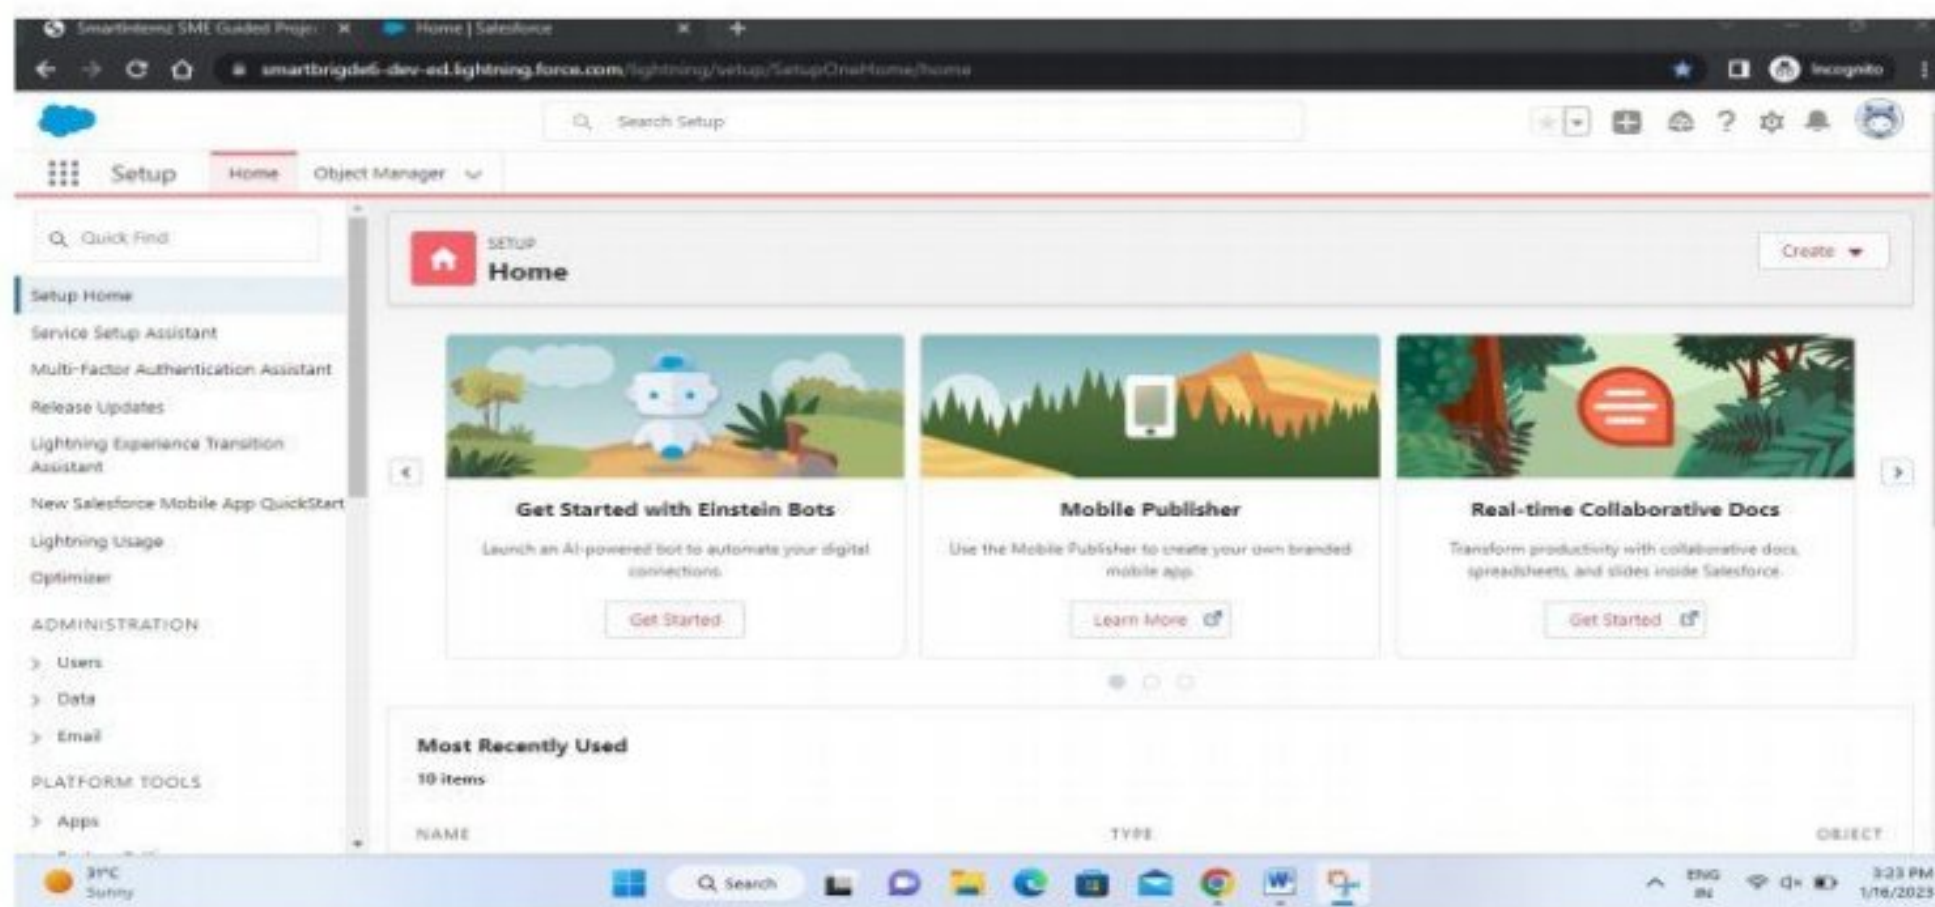 SmartInternz SME Guided Proje
Home | Salesforce
smartbrigde6-dev-ed.lightning.force.com/lightning/setup/SetupOneHome/home
Incognito
Search Setup
Setup
Home
Object Manager
Quick Find
Setup Home
Service Setup Assistant
Multi-Factor Authentication Assistant
Release Updates
Lightning Experience Transition
Assistant
New Salesforce Mobile App QuickStart
Lightning Usage
Optimizer
ADMINISTRATION
Users
Data
Email
PLATFORM TOOLS
Apps
SETUP
Home
Create
Get Started with Einstein Bots
Launch an AI-powered bot to automate your digital
connections.
Get Started
Mobile Publisher
Use the Mobile Publisher to create your own branded
mobile app.
Learn More
Real-time Collaborative Docs
Transform productivity with collaborative docs,
spreadsheets, and slides inside Salesforce.
Get Started
Most Recently Used
10 items
NAME TYPE OBJECT
31°C
Sunny
Search
ENG
IN
3:23 PM
1/16/2023